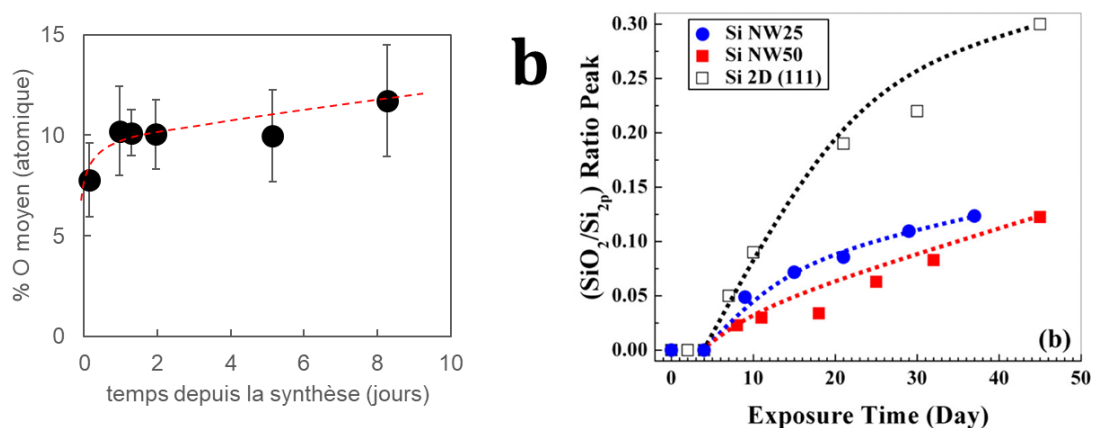 15
10
5
0
% O moyen (atomique)
0 2 4 6 8 10
temps depuis la synthèse (jours)
b
Si NW25
Si NW50
Si 2D (111)
0.30
0.25
0.20
0.15
0.10
0.05
0.00
(SiO2/Si2p) Ratio Peak
(b)
0 10 20 30 40 50
Exposure Time (Day)